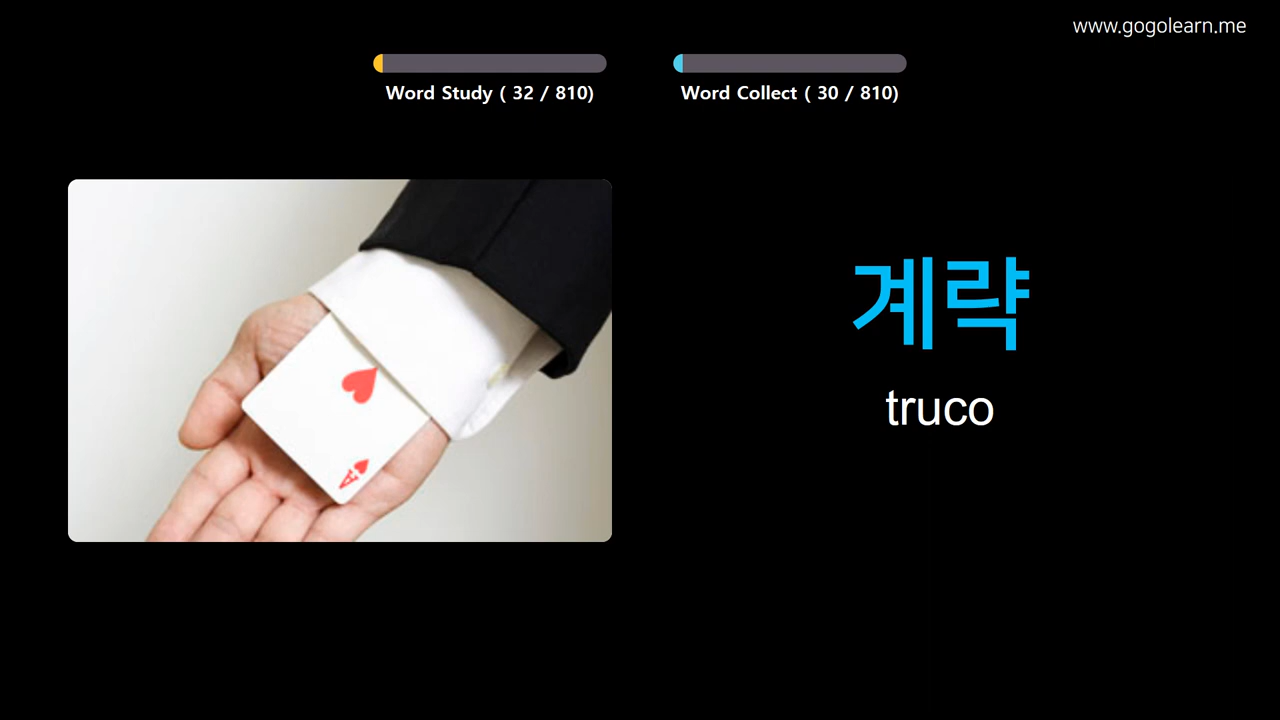 www.gogolearn.me
Word Study ( 32 / 810)
Word Collect ( 30 / 810)
계략
truco
A